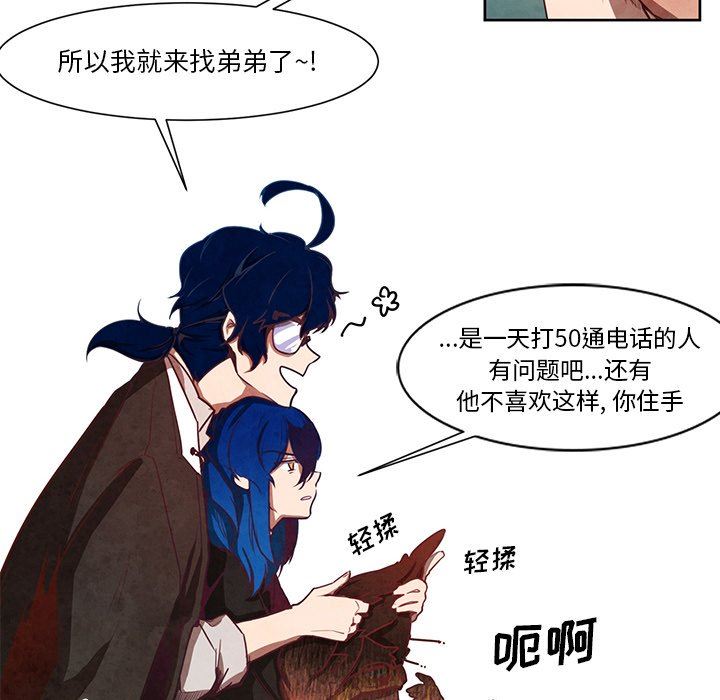 所以我就来找弟弟了~!
...是一天打50通电话的人
有问题吧...还有
他不喜欢这样, 你住手
轻揉
轻揉
呃啊